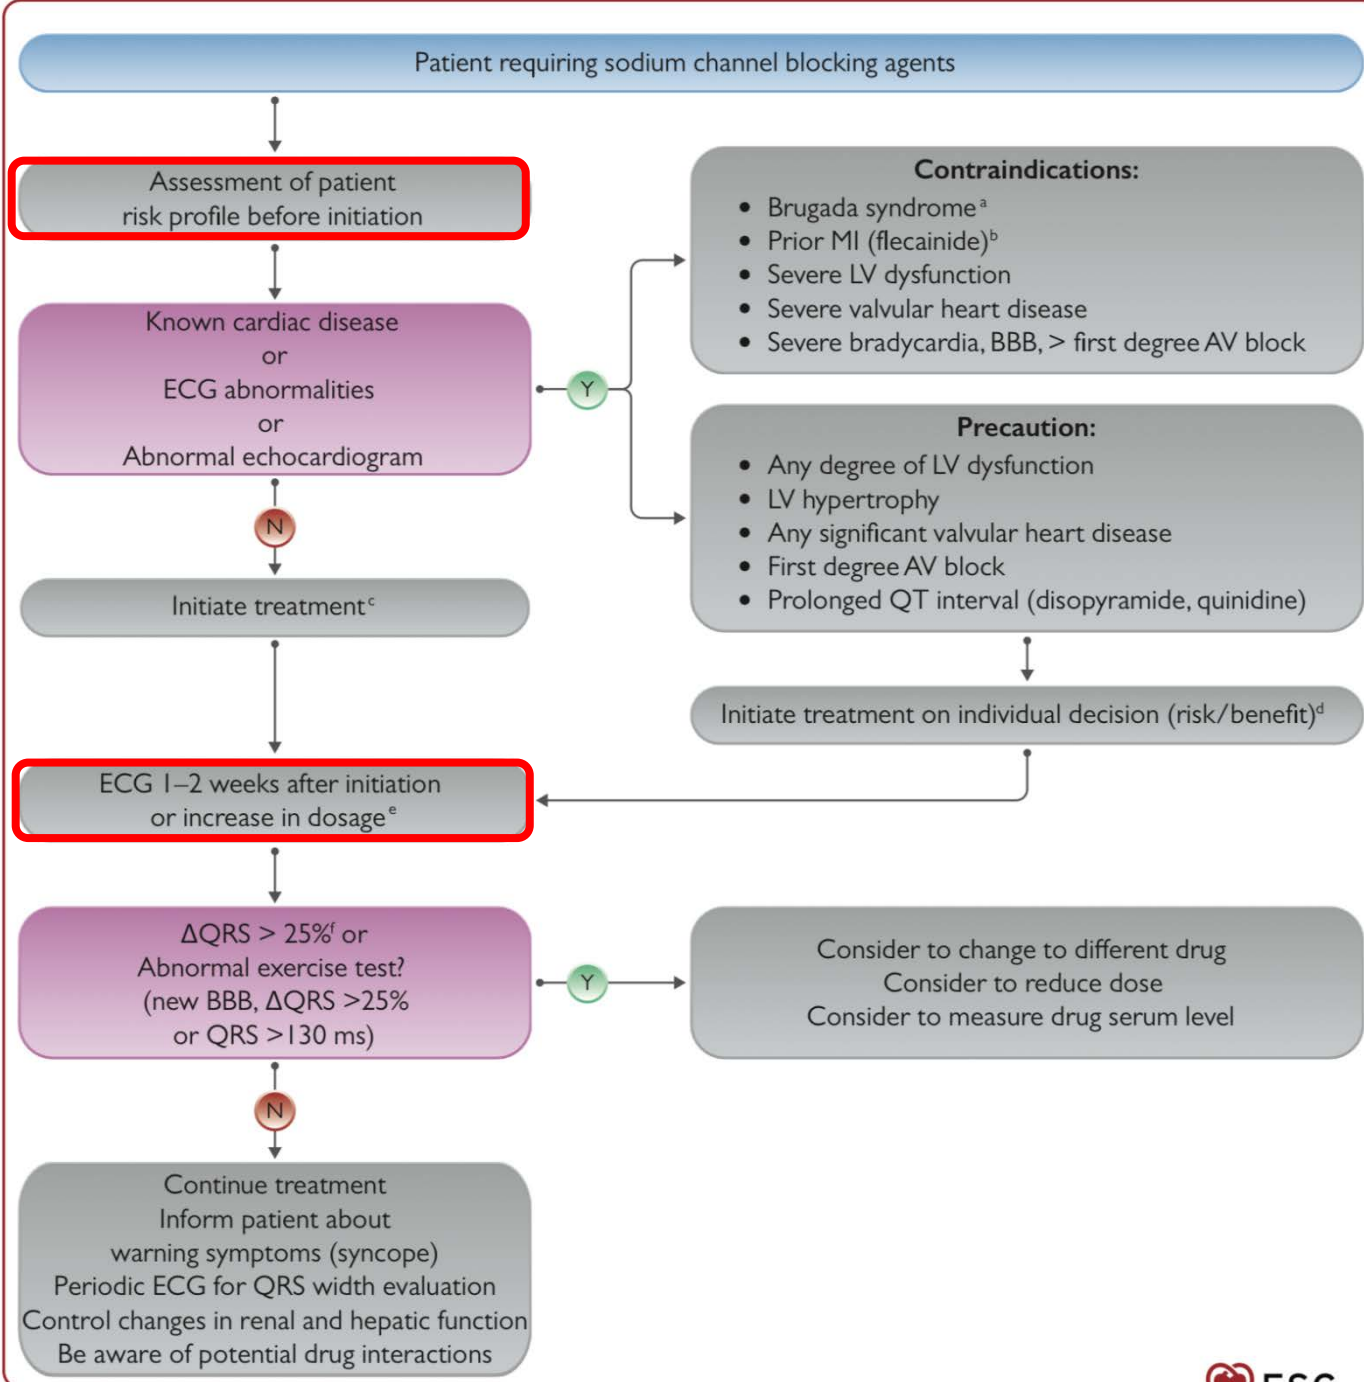 Patient requiring sodium channel blocking agents
Assessment of patient
risk profile before initiation
Known cardiac disease
or
ECG abnormalities
or
Abnormal echocardiogram
Y
Contraindications:
• Brugada syndromeᵃ
• Prior MI (flecainide)ᵇ
• Severe LV dysfunction
• Severe valvular heart disease
• Severe bradycardia, BBB, > first degree AV block
Precaution:
• Any degree of LV dysfunction
• LV hypertrophy
• Any significant valvular heart disease
• First degree AV block
• Prolonged QT interval (disopyramide, quinidine)
N
Initiate treatmentᶜ
Initiate treatment on individual decision (risk/benefit)ᵈ
ECG 1–2 weeks after initiation
or increase in dosageᵉ
ΔQRS > 25%ᶠ or
Abnormal exercise test?
(new BBB, ΔQRS >25%
or QRS >130 ms)
Y
Consider to change to different drug
Consider to reduce dose
Consider to measure drug serum level
N
Continue treatment
Inform patient about
warning symptoms (syncope)
Periodic ECG for QRS width evaluation
Control changes in renal and hepatic function
Be aware of potential drug interactions
ESC